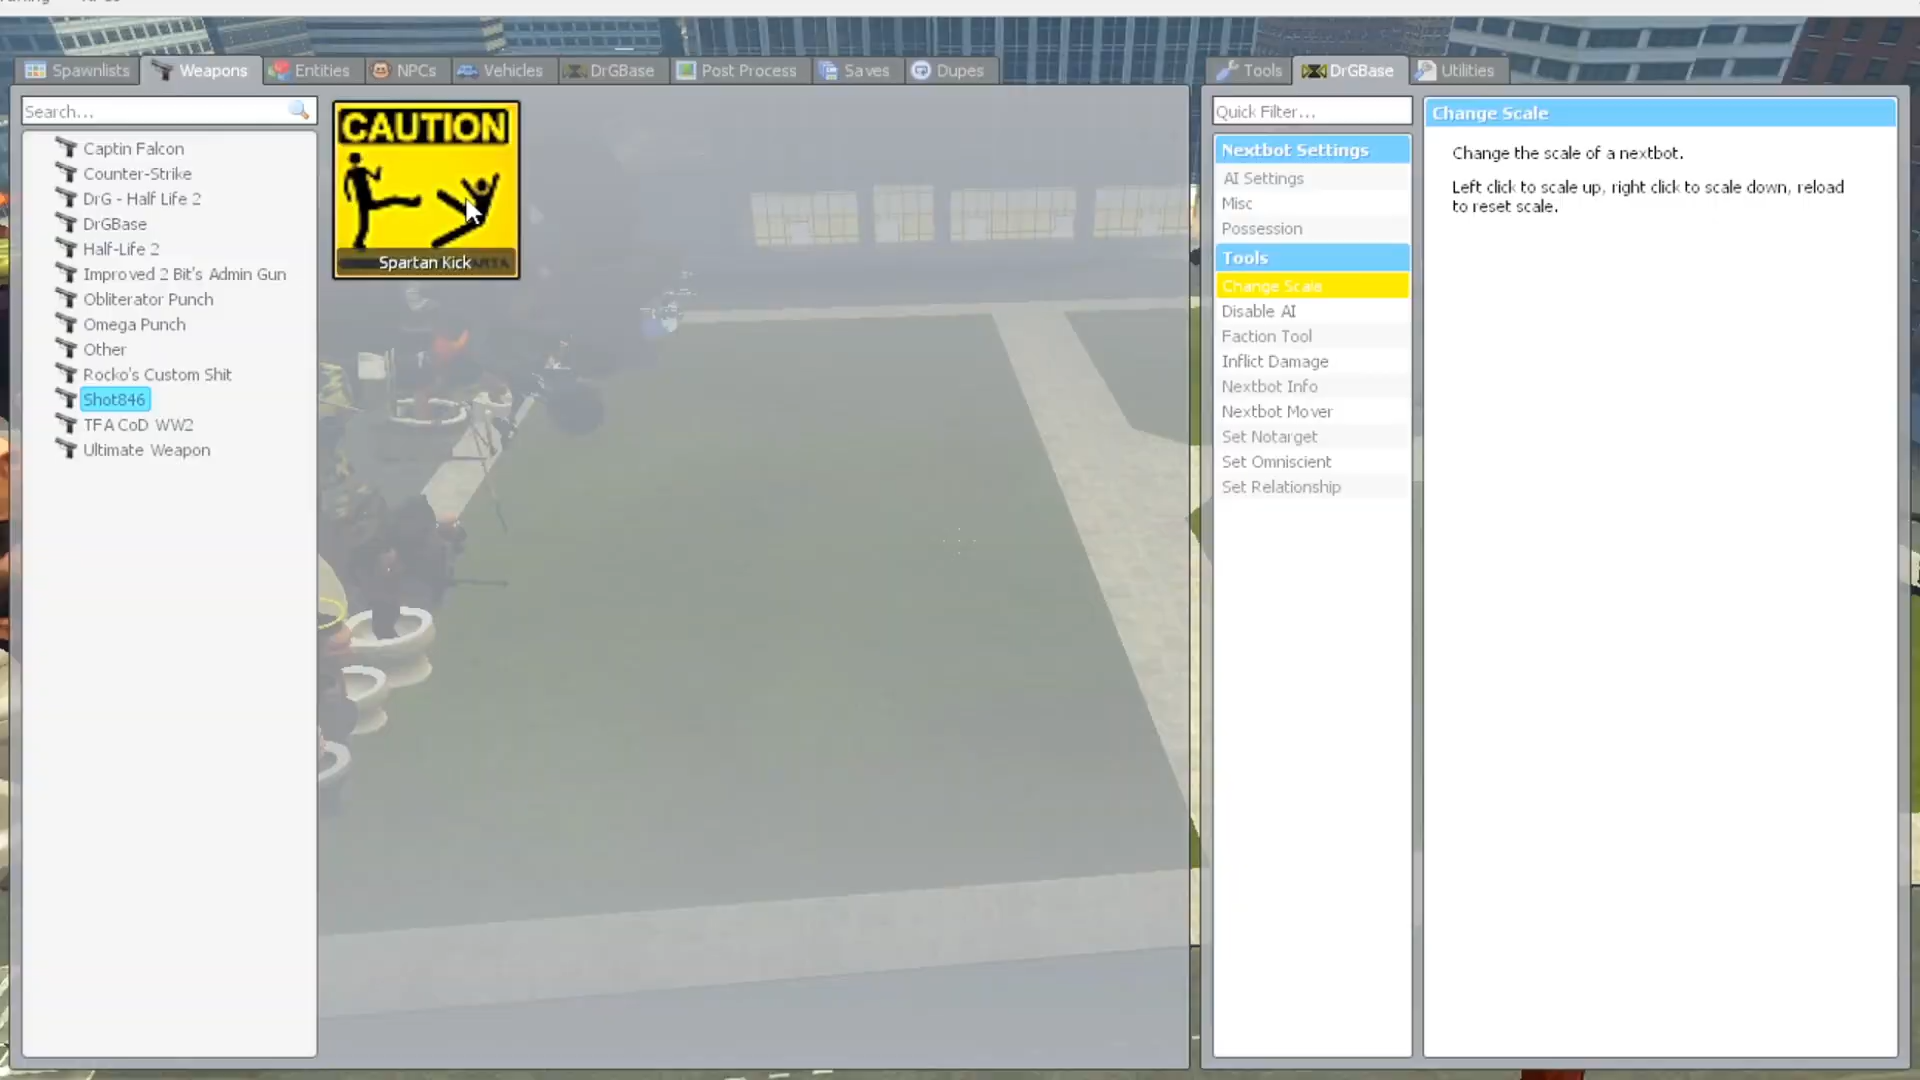 Spawnlists
Weapons
Entities
NPCs
Vehicles
DrGBase
Post Process
Saves
Dupes
Tools
DrGBase
Utilities
Search...
Captin Falcon
Counter-Strike
DrG - Half Life 2
DrGBase
Half-Life 2
Improved 2 Bit's Admin Gun
Obliterator Punch
Omega Punch
Other
Rocko's Custom Shit
Shot846
TFA CoD WW2
Ultimate Weapon
CAUTION
Spartan Kick
Quick Filter...
Nextbot Settings
AI Settings
Misc
Possession
Tools
Change Scale
Disable AI
Faction Tool
Inflict Damage
Nextbot Info
Nextbot Mover
Set Notarget
Set Omniscient
Set Relationship
Change Scale
Change the scale of a nextbot.
Left click to scale up, right click to scale down, reload
to reset scale.